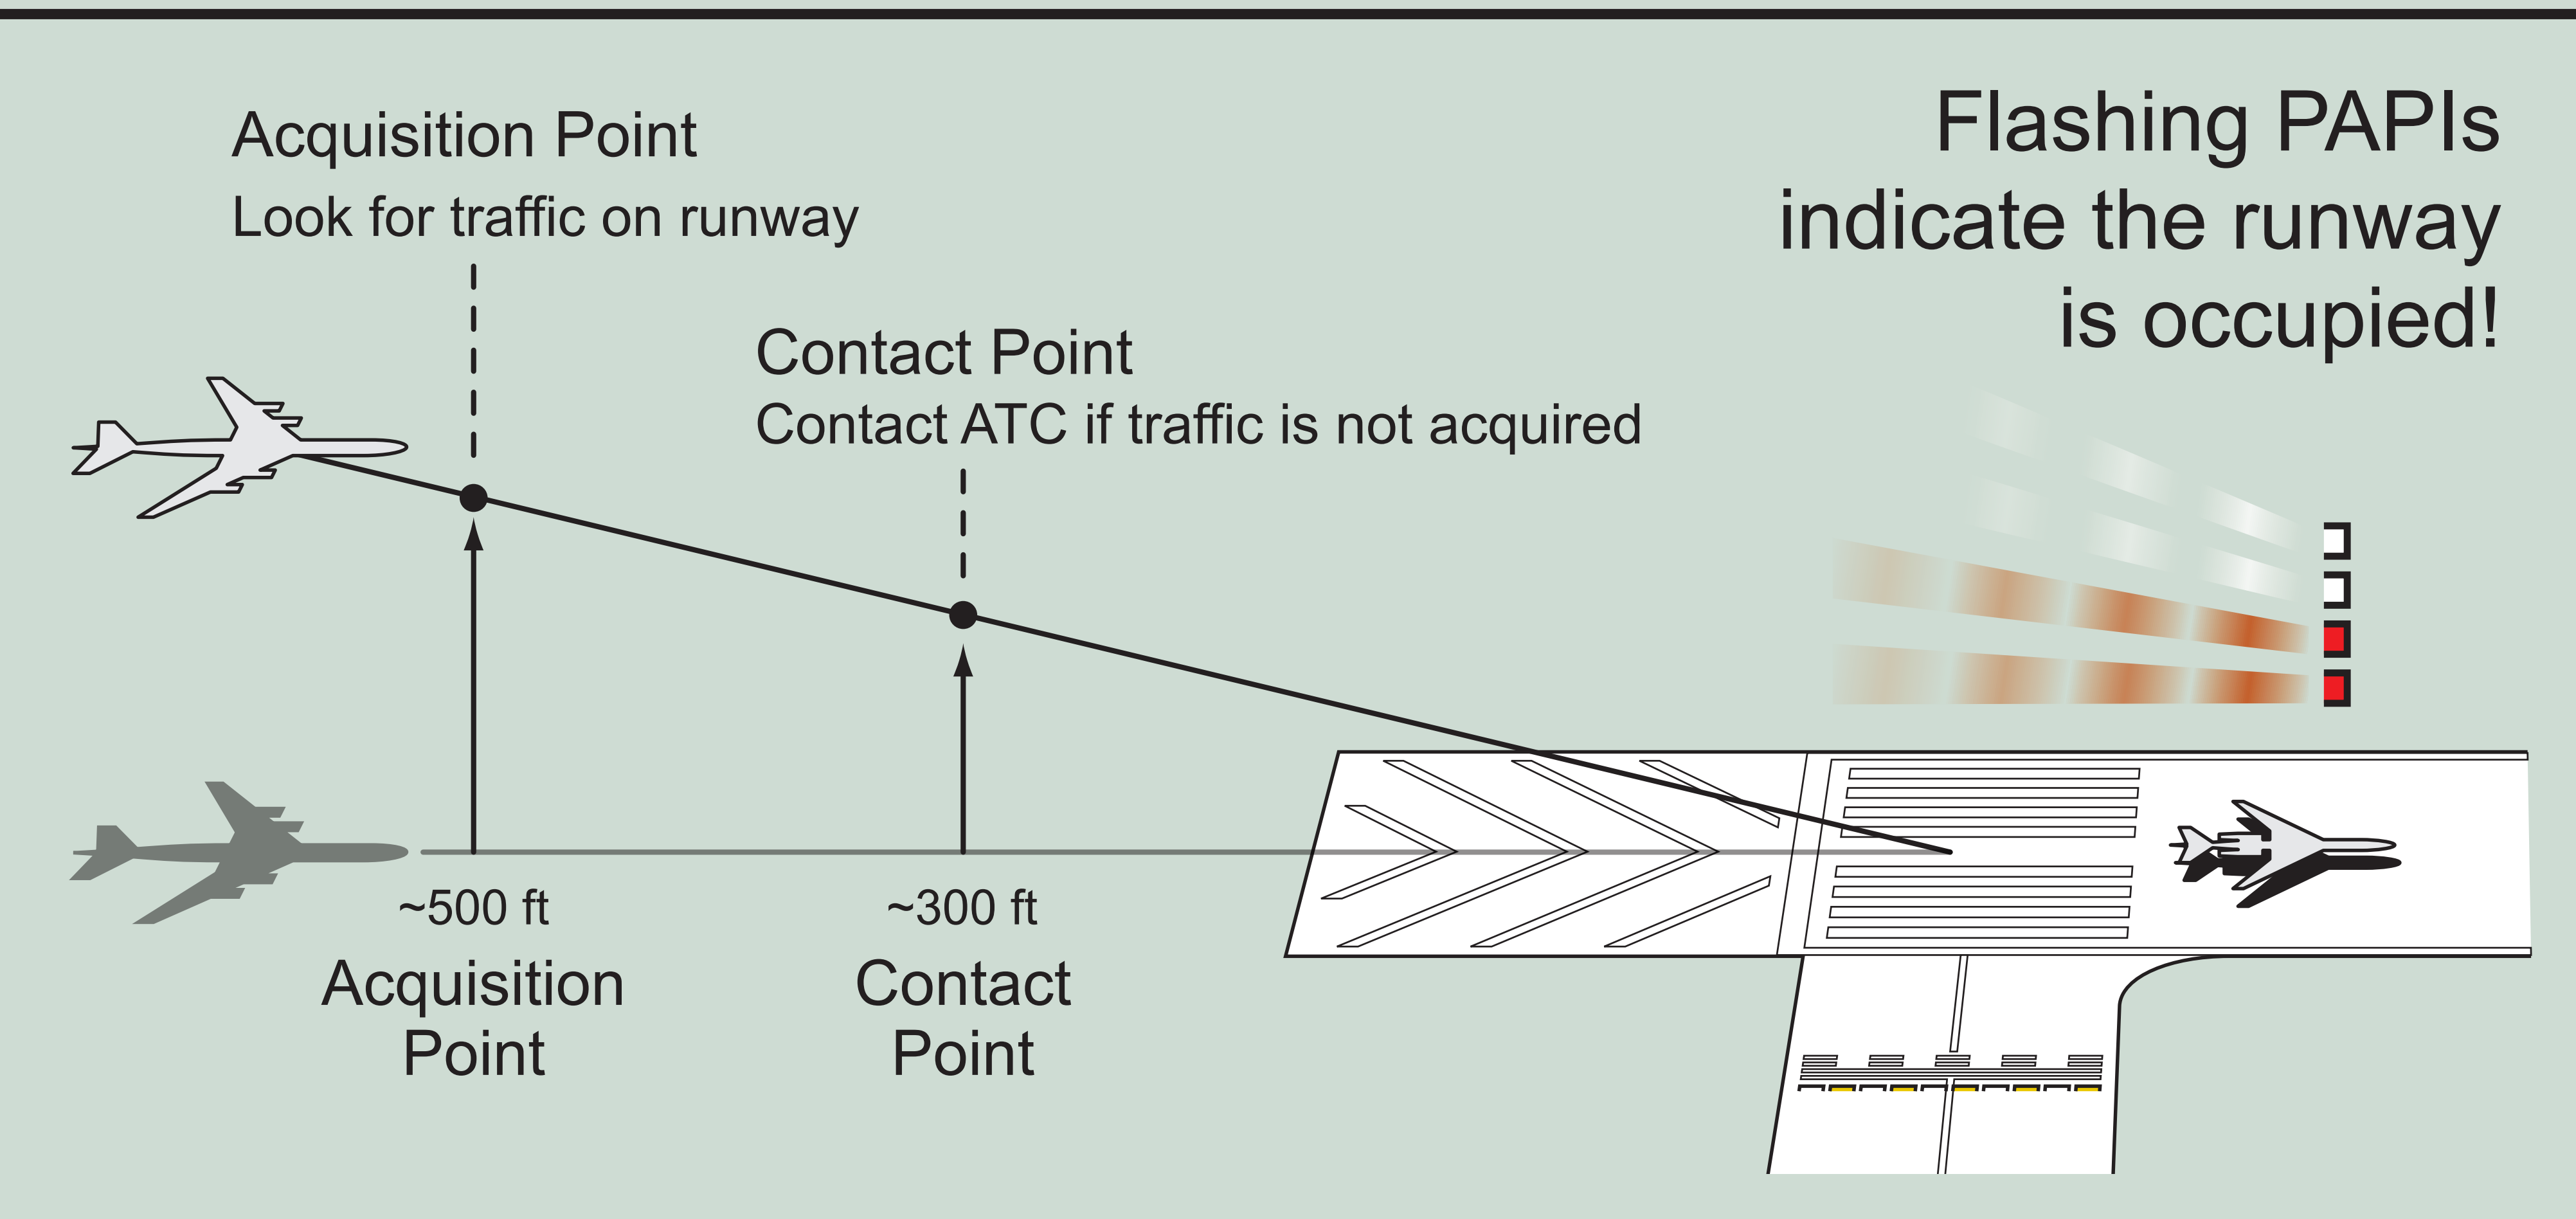 Acquisition Point
Look for traffic on runway
Flashing PAPIs
indicate the runway
is occupied!
Contact Point
Contact ATC if traffic is not acquired
~500 ft
Acquisition
Point
~300 ft
Contact
Point